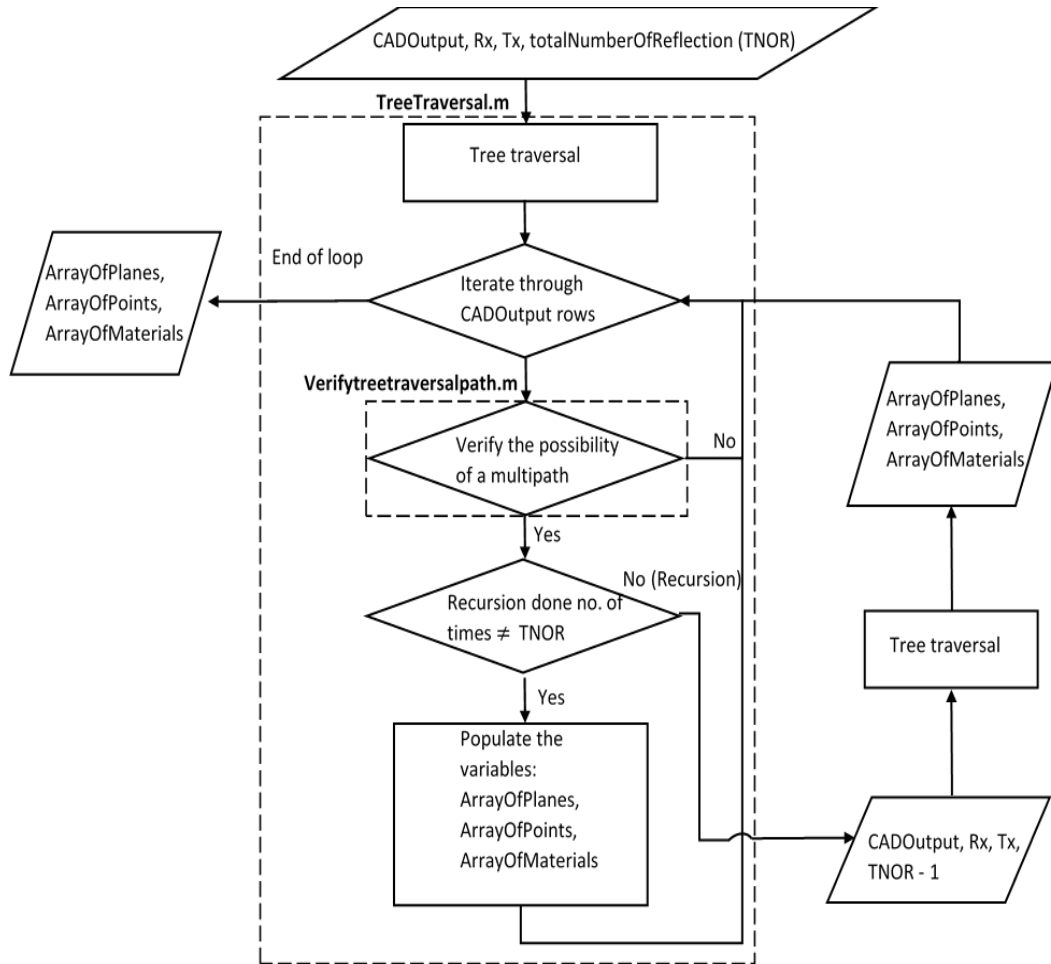 CADOutput, Rx, Tx, totalNumberOfReflection (TNOR)
TreeTraversal.m
Tree traversal
End of loop
ArrayOfPlanes,
ArrayOfPoints,
ArrayOfMaterials
Iterate through
CADOutput rows
Verifytreetraversalpath.m
Verify the possibility
of a multipath
No
Yes
No (Recursion)
Recursion done no. of
times ≠ TNOR
Yes
Populate the
variables:
ArrayOfPlanes,
ArrayOfPoints,
ArrayOfMaterials
CADOutput, Rx, Tx,
TNOR - 1
Tree traversal
ArrayOfPlanes,
ArrayOfPoints,
ArrayOfMaterials